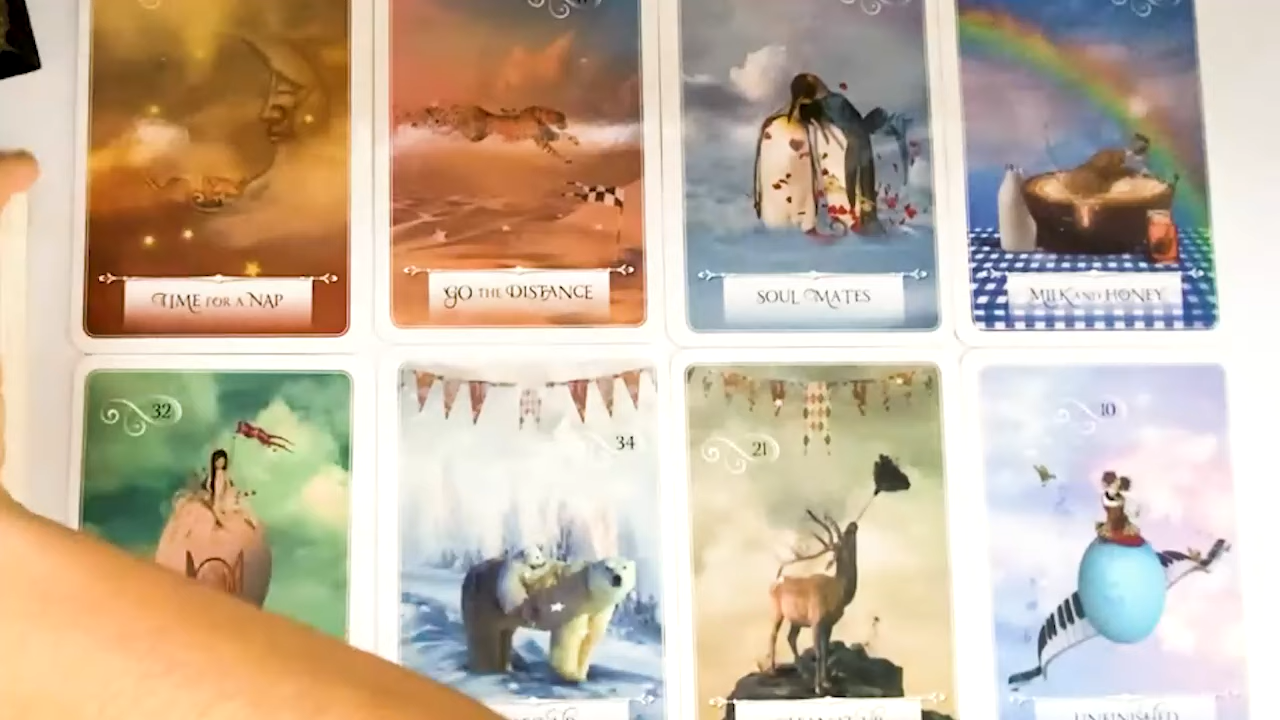 TIME FOR A NAP
GO THE DISTANCE
SOUL MATES
MILK AND HONEY
32
34
21
10
UNFINISHED